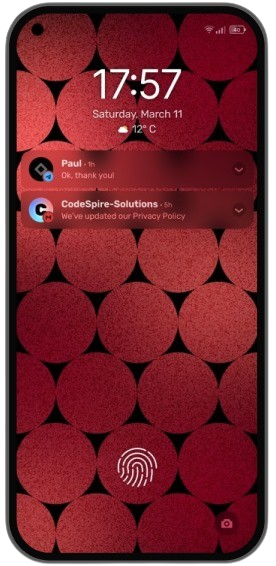 80
17:57
Saturday, March 11
12° C
Paul · 1h
Ok, thank you!
CodeSpire-Solutions · 5h
We've updated our Privacy Policy